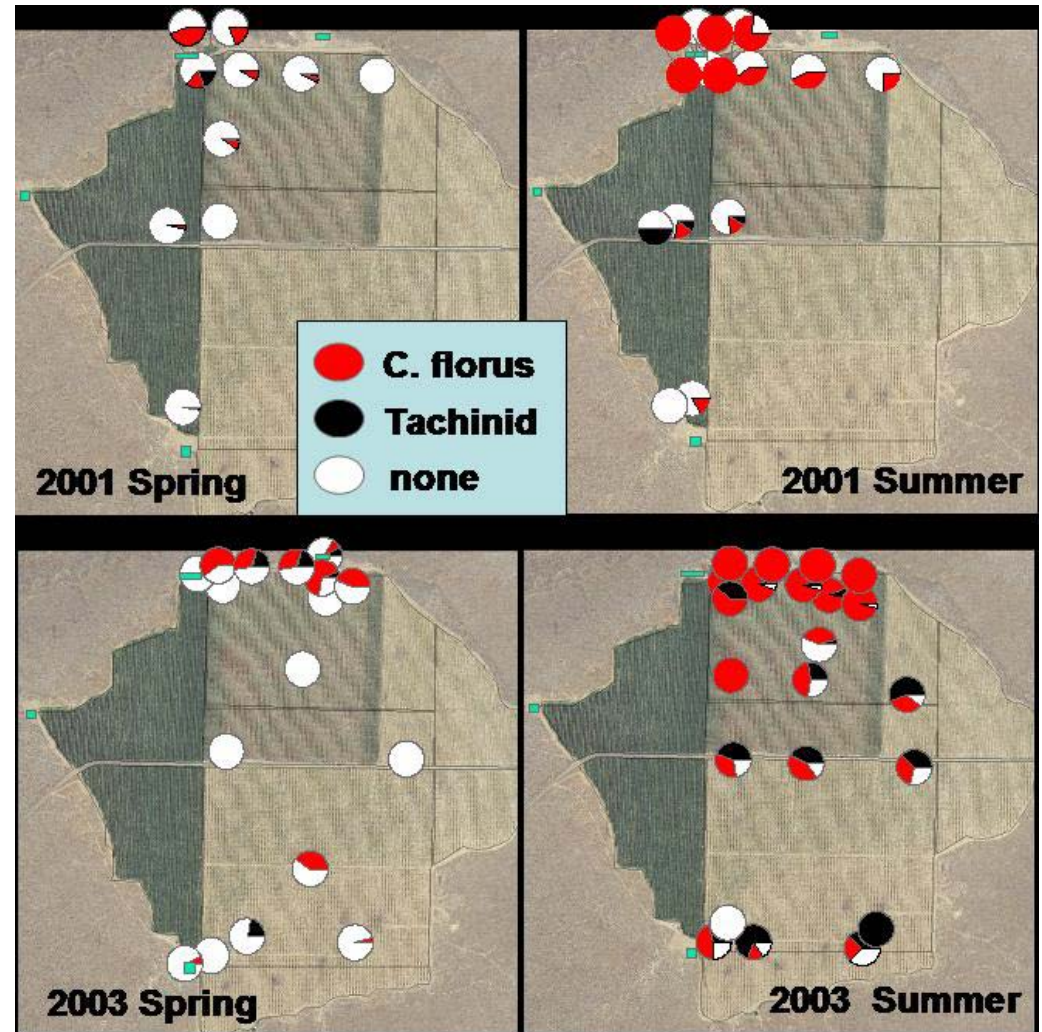 2001 Spring
2001 Summer
C. florus
Tachinid
none
2003 Spring
2003 Summer